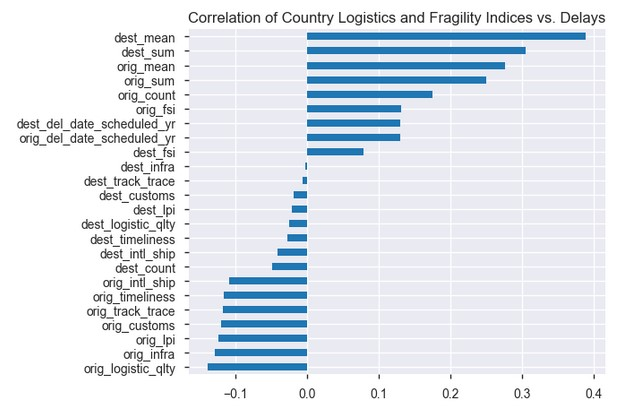 Correlation of Country Logistics and Fragility Indices vs. Delays
dest_mean
dest_sum
orig_mean
orig_sum
orig_count
orig_fsi
dest_del_date_scheduled_yr
orig_del_date_scheduled_yr
dest_fsi
dest_infra
dest_track_trace
dest_customs
dest_lpi
dest_logistic_qlty
dest_timeliness
dest_intl_ship
dest_count
orig_intl_ship
orig_timeliness
orig_track_trace
orig_customs
orig_lpi
orig_infra
orig_logistic_qlty
−0.1 0.0 0.1 0.2 0.3 0.4